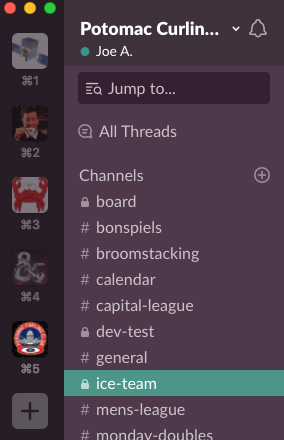 Potomac Curlin...
Joe A.
Jump to...
All Threads
Channels
board
# bonspiels
# broomstacking
# calendar
# capital-league
dev-test
# general
ice-team
# mens-league
# monday-doubles
⌘1
⌘2
⌘3
⌘4
⌘5